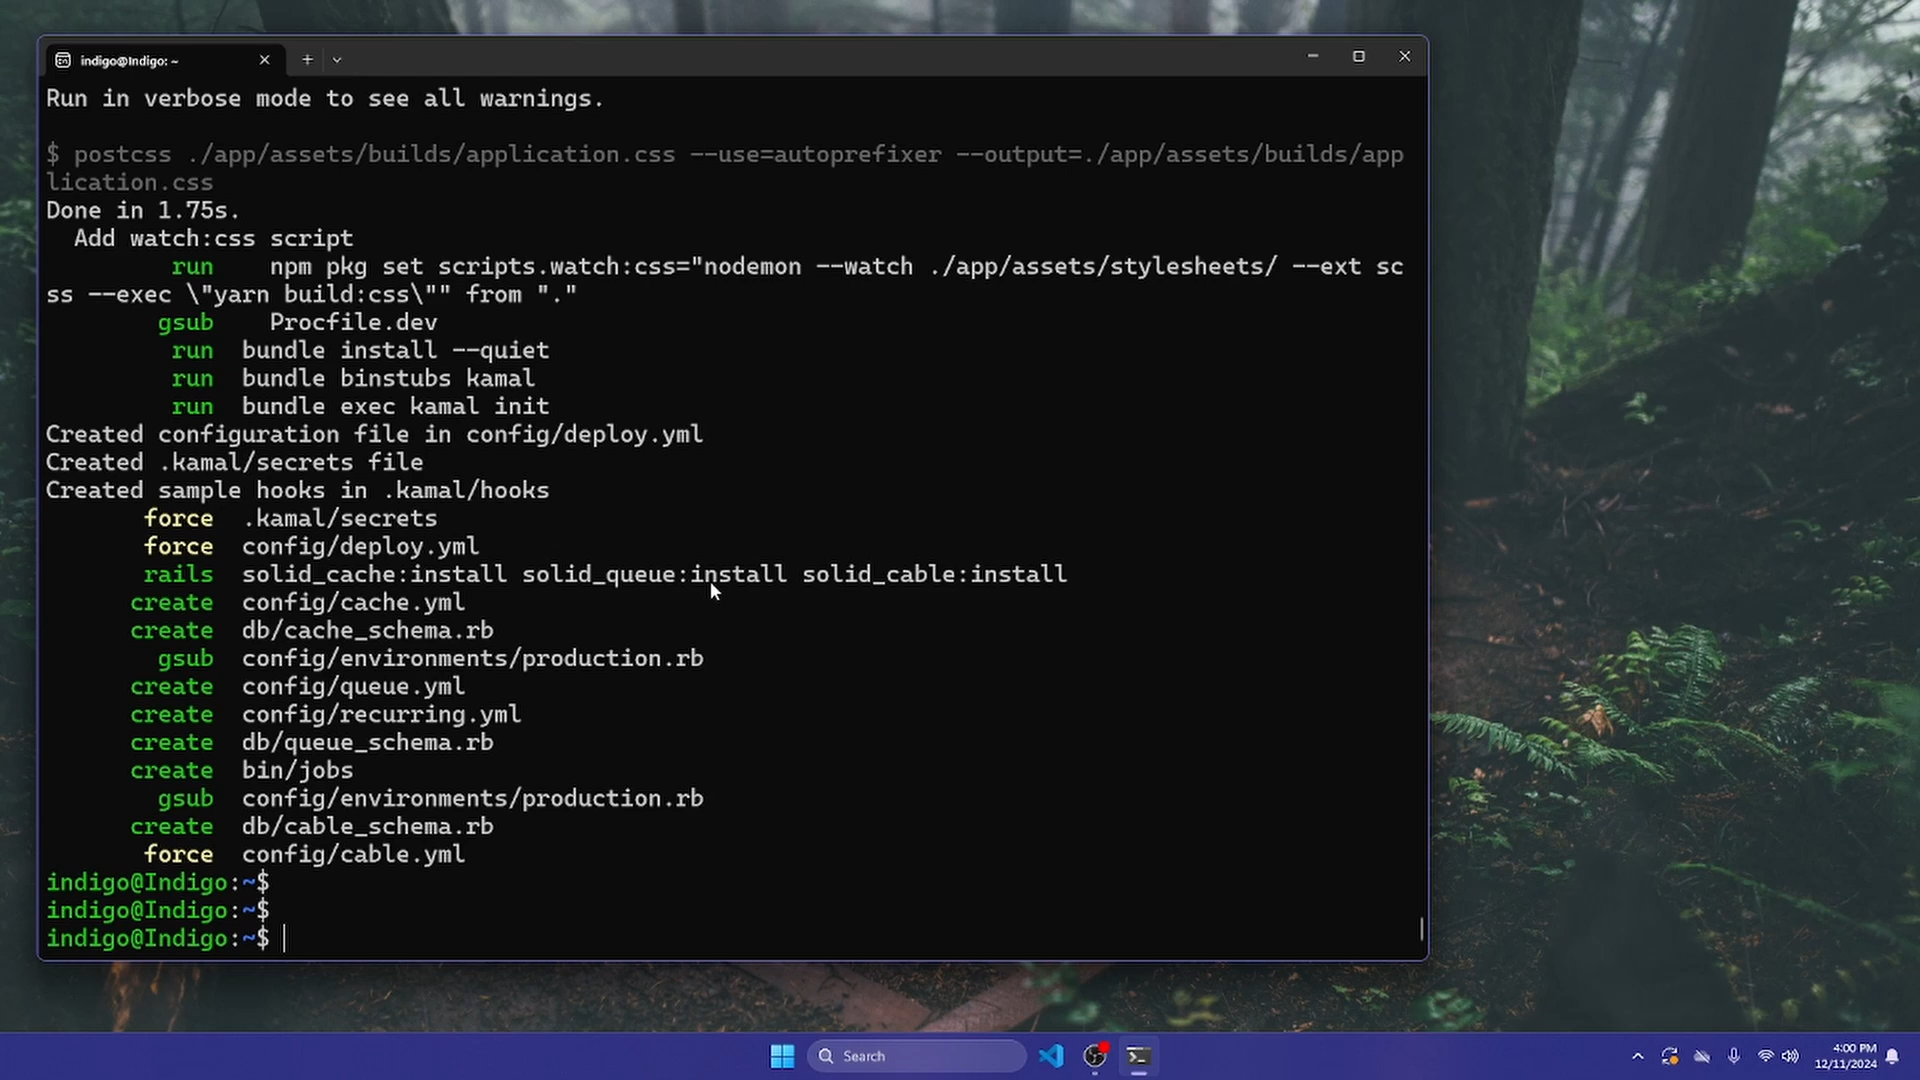 indigo@Indigo: ~
Run in verbose mode to see all warnings.
$ postcss ./app/assets/builds/application.css --use=autoprefixer --output=./app/assets/builds/app
lication.css
Done in 1.75s.
Add watch:css script
run npm pkg set scripts.watch:css="nodemon --watch ./app/assets/stylesheets/ --ext sc
ss --exec \"yarn build:css\"" from "."
gsub Procfile.dev
run bundle install --quiet
run bundle binstubs kamal
run bundle exec kamal init
Created configuration file in config/deploy.yml
Created .kamal/secrets file
Created sample hooks in .kamal/hooks
force .kamal/secrets
force config/deploy.yml
rails solid_cache:install solid_queue:install solid_cable:install
create config/cache.yml
create db/cache_schema.rb
gsub config/environments/production.rb
create config/queue.yml
create config/recurring.yml
create db/queue_schema.rb
create bin/jobs
gsub config/environments/production.rb
create db/cable_schema.rb
force config/cable.yml
indigo@Indigo:~$
indigo@Indigo:~$
indigo@Indigo:~$
Search
4:00 PM
12/11/2024